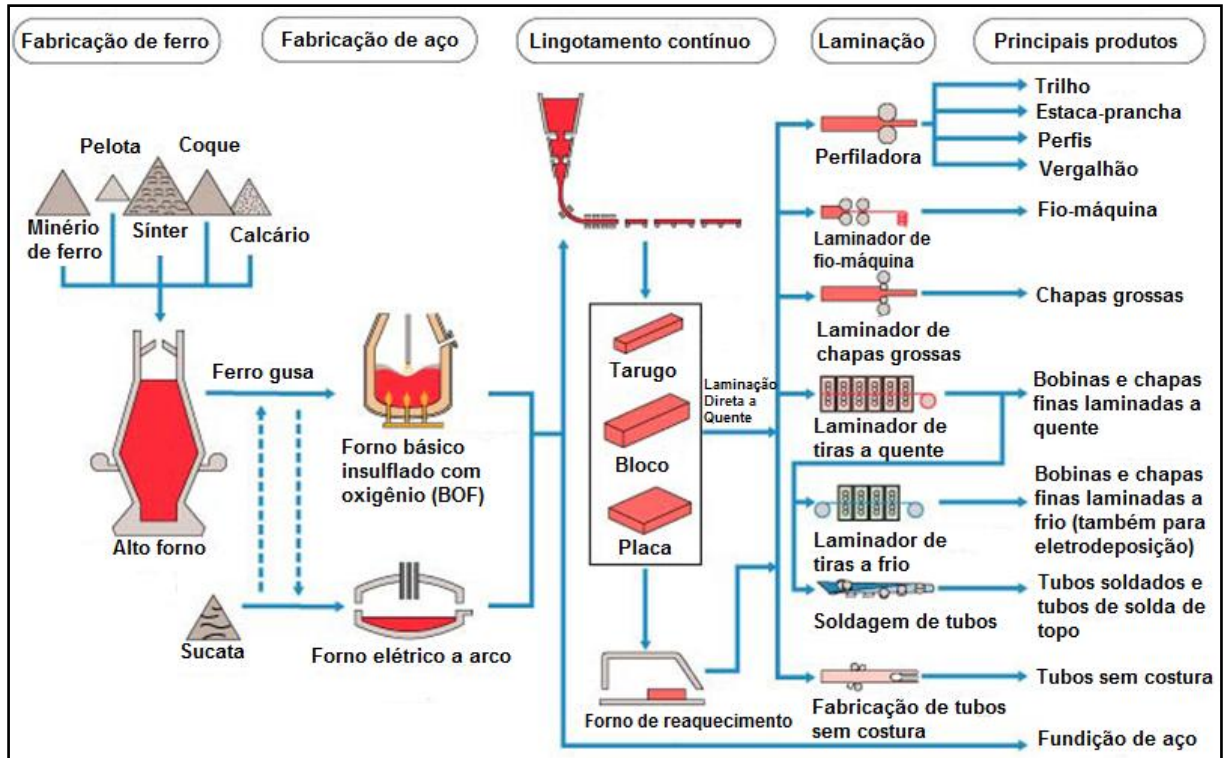 Fabricação de ferro
Fabricação de aço
Lingotamento contínuo
Laminação
Principais produtos
Pelota
Coque
Minério
de ferro
Sínter
Calcário
Alto forno
Ferro gusa
Sucata
Forno básico
insulflado com
oxigênio (BOF)
Forno elétrico a arco
Tarugo
Bloco
Placa
Laminação
Direta a
Quente
Forno de reaquecimento
Perfiladora
Laminador de
fio-máquina
Laminador de
chapas grossas
Laminador de
tiras a quente
Laminador de
tiras a frio
Soldagem de tubos
Fabricação de tubos
sem costura
Trilho
Estaca-prancha
Perfis
Vergalhão
Fio-máquina
Chapas grossas
Bobinas e chapas
finas laminadas a
quente
Bobinas e chapas
finas laminadas a
frio (também para
eletrodeposição)
Tubos soldados e
tubos de solda de
topo
Tubos sem costura
Fundição de aço